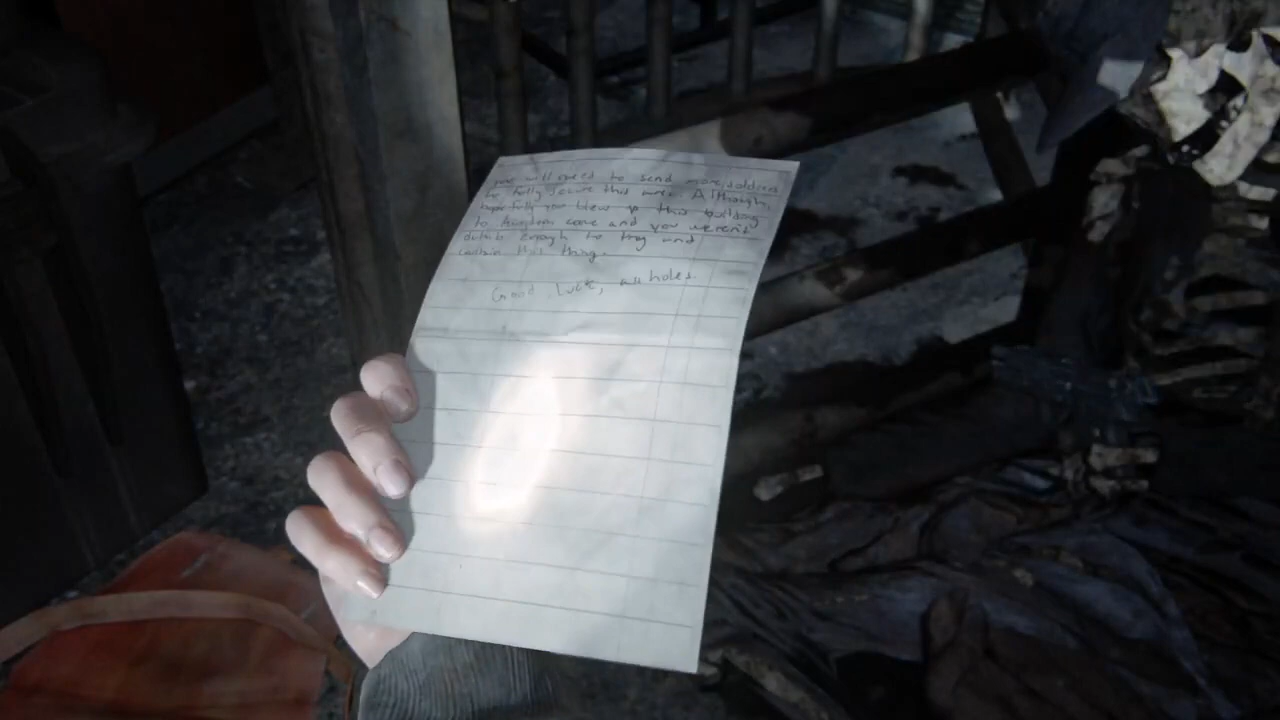 you will need to send more soldiers
to fully secure this area. Although,
hopefully you blew up this building
to kingdom come and you weren't
dumb enough to try and
contain this thing.
Good luck, assholes.